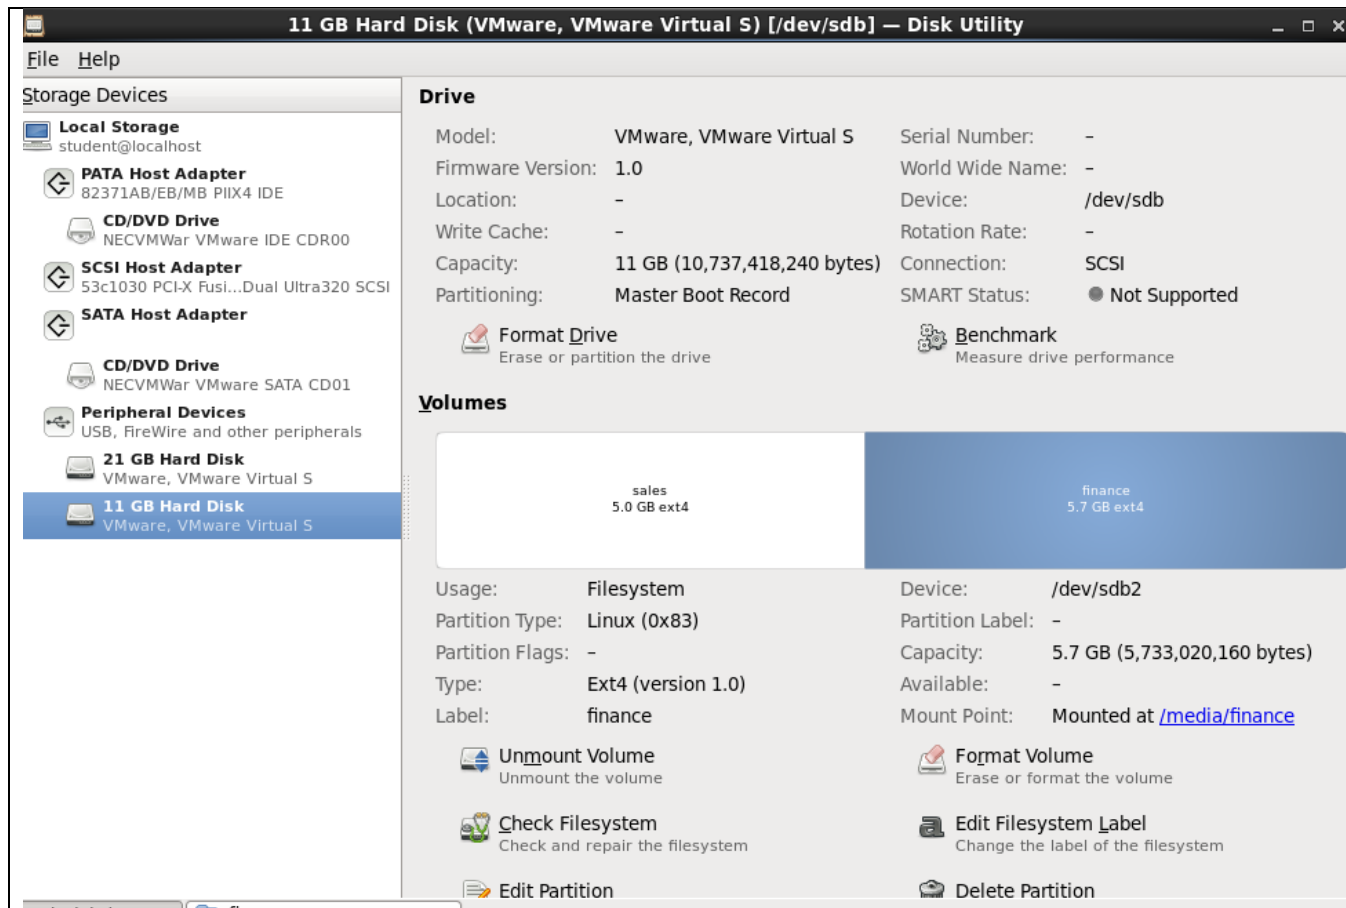 11 GB Hard Disk (VMware, VMware Virtual S) [/dev/sdb] — Disk Utility
File Help
Storage Devices
Local Storage
student@localhost
PATA Host Adapter
82371AB/EB/MB PIIX4 IDE
CD/DVD Drive
NECVMWar VMware IDE CDR00
SCSI Host Adapter
53c1030 PCI-X Fusi...Dual Ultra320 SCSI
SATA Host Adapter
CD/DVD Drive
NECVMWar VMware SATA CD01
Peripheral Devices
USB, FireWire and other peripherals
21 GB Hard Disk
VMware, VMware Virtual S
11 GB Hard Disk
VMware, VMware Virtual S
Drive
Model: VMware, VMware Virtual S Serial Number: –
Firmware Version: 1.0 World Wide Name: –
Location: – Device: /dev/sdb
Write Cache: – Rotation Rate: –
Capacity: 11 GB (10,737,418,240 bytes) Connection: SCSI
Partitioning: Master Boot Record SMART Status: Not Supported
Format Drive Benchmark
Erase or partition the drive Measure drive performance
Volumes
sales finance
5.0 GB ext4 5.7 GB ext4
Usage: Filesystem Device: /dev/sdb2
Partition Type: Linux (0x83) Partition Label: –
Partition Flags: – Capacity: 5.7 GB (5,733,020,160 bytes)
Type: Ext4 (version 1.0) Available: –
Label: finance Mount Point: Mounted at /media/finance
Unmount Volume Format Volume
Unmount the volume Erase or format the volume
Check Filesystem Edit Filesystem Label
Check and repair the filesystem Change the label of the filesystem
Edit Partition Delete Partition